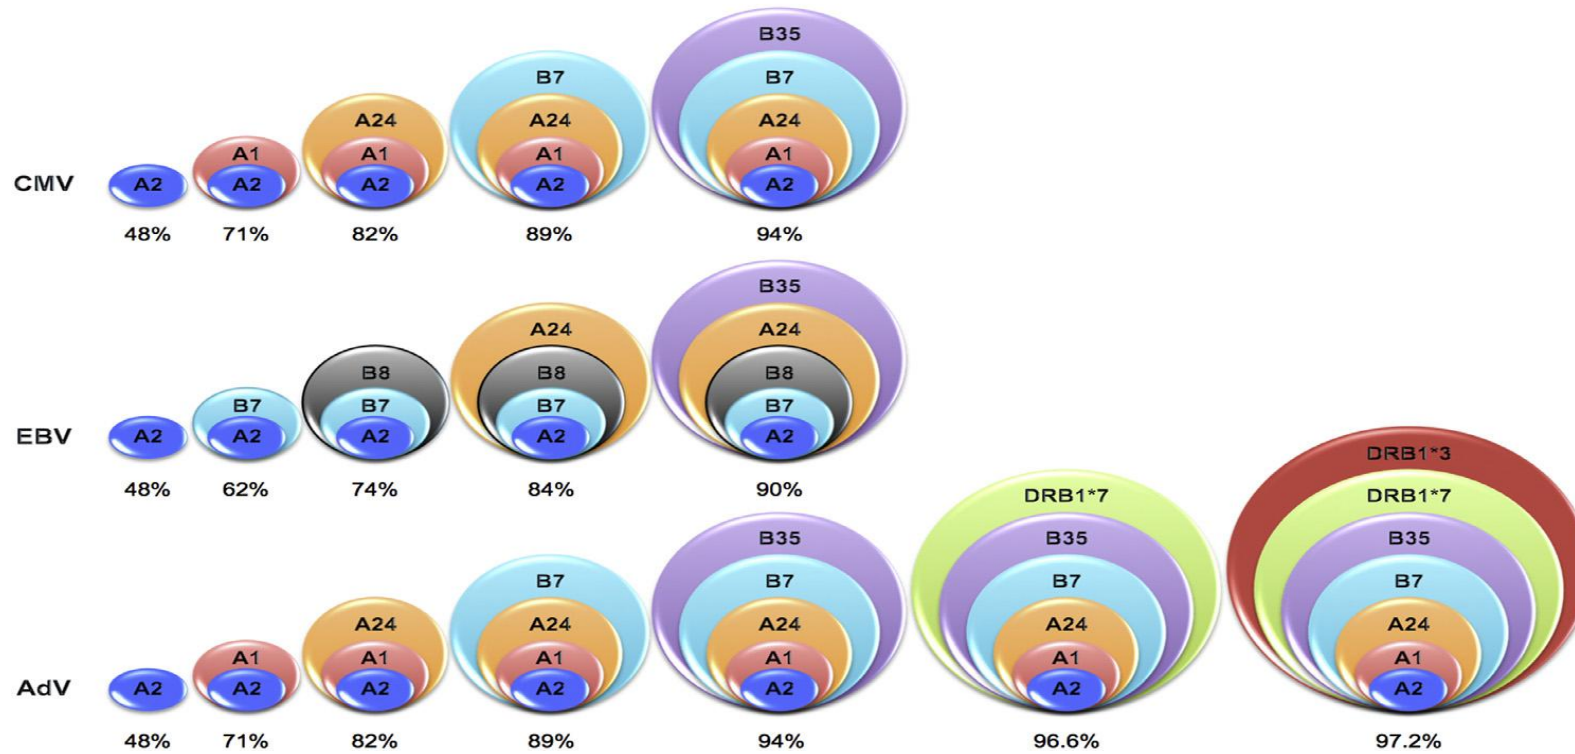 B35
B7 B7
A24 A24 A24
A1 A1 A1 A1
CMV A2 A2 A2 A2 A2
48% 71% 82% 89% 94%
B35
A24 A24
B8 B8 B8
B7 B7 B7 B7
EBV A2 A2 A2 A2 A2
48% 62% 74% 84% 90%
DRB1*3
DRB1*7 DRB1*7
B35 B35 B35
B7 B7 B7 B7
A24 A24 A24 A24 A24
A1 A1 A1 A1 A1 A1
AdV A2 A2 A2 A2 A2 A2 A2
48% 71% 82% 89% 94% 96.6% 97.2%